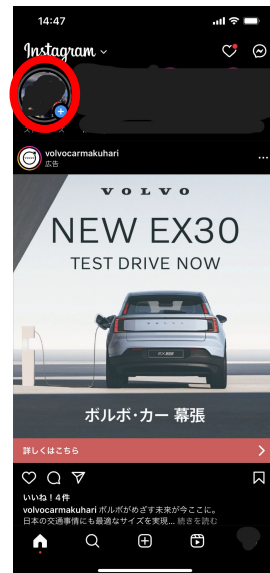 14:47
Instagram
volvocarmakuhari
広告
VOLVO
NEW EX30
TEST DRIVE NOW
ボルボ・カー 幕張
詳しくはこちら
いいね！4件
volvocarmakuhari ボルボがめざす未来が今ここに。
日本の交通事情にも最適なサイズを実現... 続きを読む